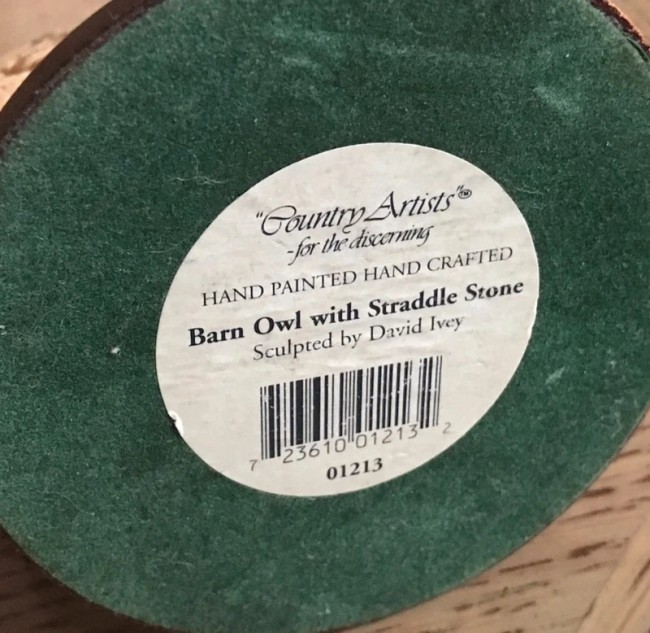 "Country Artists"™®
-for the discerning
HAND PAINTED HAND CRAFTED
Barn Owl with Straddle Stone
Sculpted by David Ivey
7 23610 01213 2
01213